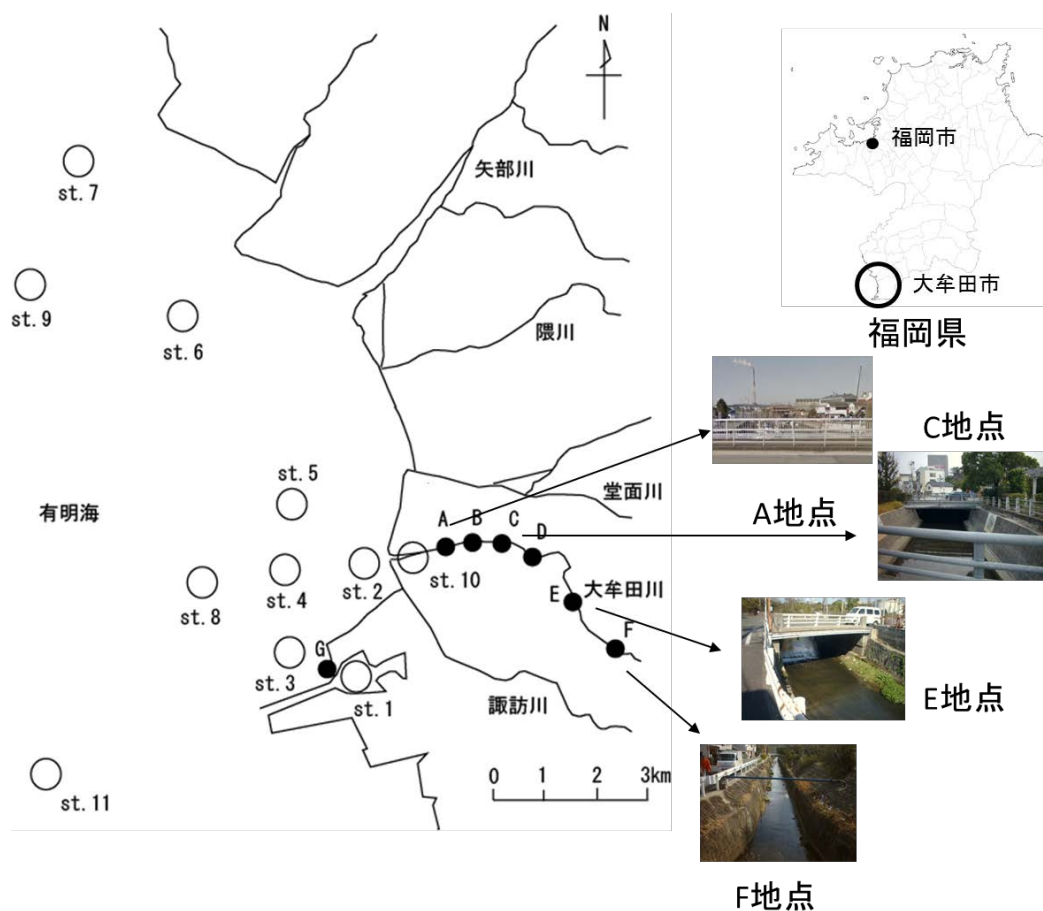 N
福岡市
矢部川
st.7
大牟田市
st.9
福岡県
隈川
st.6
C地点
st.5
堂面川
有明海
A地点
A
B
C
D
st.10
st.2
大牟田川
st.4
st.8
E
F
G
E地点
st.3
st.1
諏訪川
0 1 2 3km
st.11
F地点